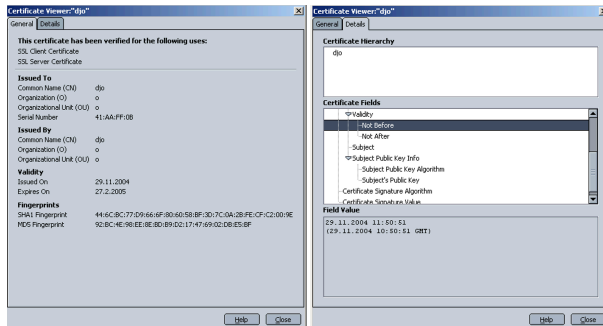 Certificate Viewer:"djo"
General Details
This certificate has been verified for the following uses:
SSL Client Certificate
SSL Server Certificate
Issued To
Common Name (CN) djo
Organization (O) o
Organizational Unit (OU) o
Serial Number 41:AA:FF:0B
Issued By
Common Name (CN) djo
Organization (O) o
Organizational Unit (OU) o
Validity
Issued On 29.11.2004
Expires On 27.2.2005
Fingerprints
SHA1 Fingerprint 44:6C:BC:77:D9:66:6F:80:60:58:BF:3D:7C:0A:2B:FE:CF:C2:00:9E
MD5 Fingerprint 92:BC:4E:98:EE:8E:BD:B9:D2:17:47:69:02:DB:E5:BF
Help Close
Certificate Viewer:"djo"
General Details
Certificate Hierarchy
djo
Certificate Fields
Validity
Not Before
Not After
Subject
Subject Public Key Info
Subject Public Key Algorithm
Subject's Public Key
Certificate Signature Algorithm
Certificate Signature Value
Field Value
29.11.2004 11:50:51
(29.11.2004 10:50:51 GMT)
Help Close